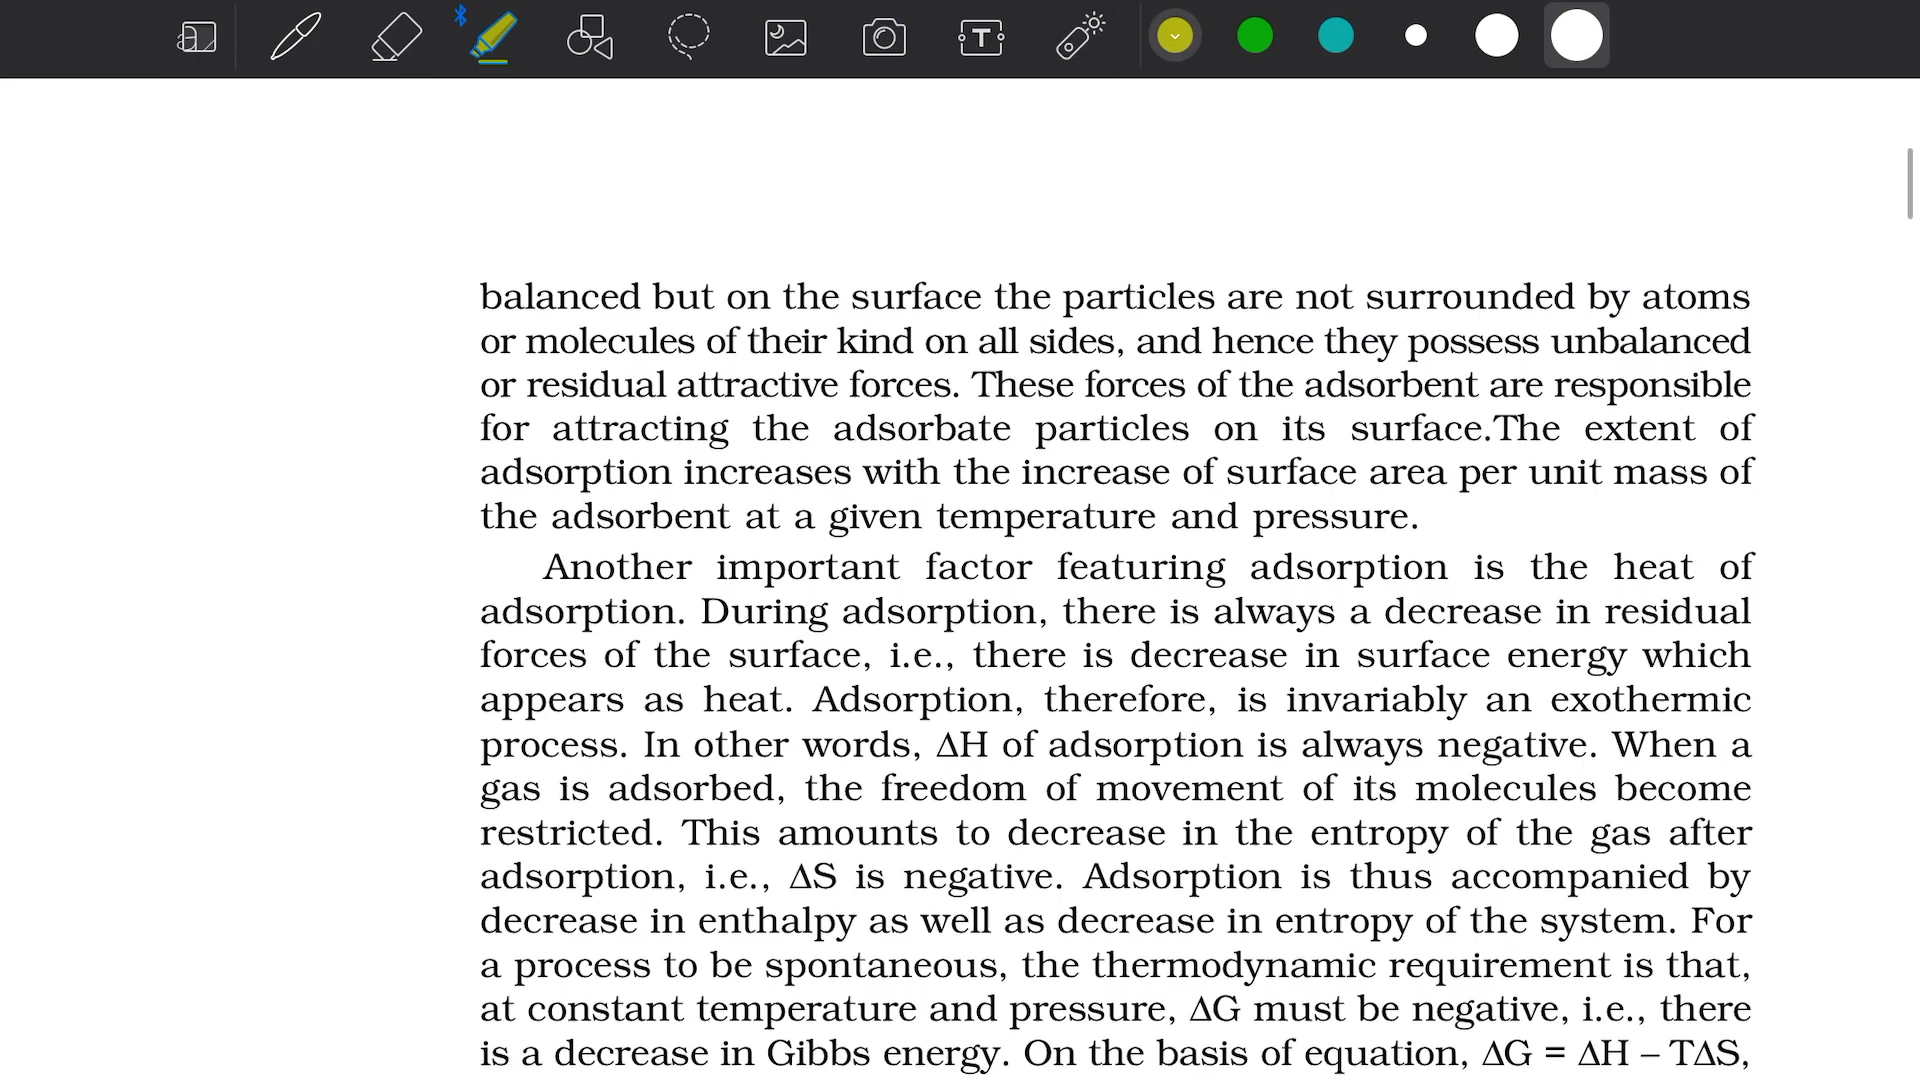 balanced but on the surface the particles are not surrounded by atoms
or molecules of their kind on all sides, and hence they possess unbalanced
or residual attractive forces. These forces of the adsorbent are responsible
for attracting the adsorbate particles on its surface.The extent of
adsorption increases with the increase of surface area per unit mass of
the adsorbent at a given temperature and pressure.
Another important factor featuring adsorption is the heat of
adsorption. During adsorption, there is always a decrease in residual
forces of the surface, i.e., there is decrease in surface energy which
appears as heat. Adsorption, therefore, is invariably an exothermic
process. In other words, ΔH of adsorption is always negative. When a
gas is adsorbed, the freedom of movement of its molecules become
restricted. This amounts to decrease in the entropy of the gas after
adsorption, i.e., ΔS is negative. Adsorption is thus accompanied by
decrease in enthalpy as well as decrease in entropy of the system. For
a process to be spontaneous, the thermodynamic requirement is that,
at constant temperature and pressure, ΔG must be negative, i.e., there
is a decrease in Gibbs energy. On the basis of equation, ΔG = ΔH – TΔS,